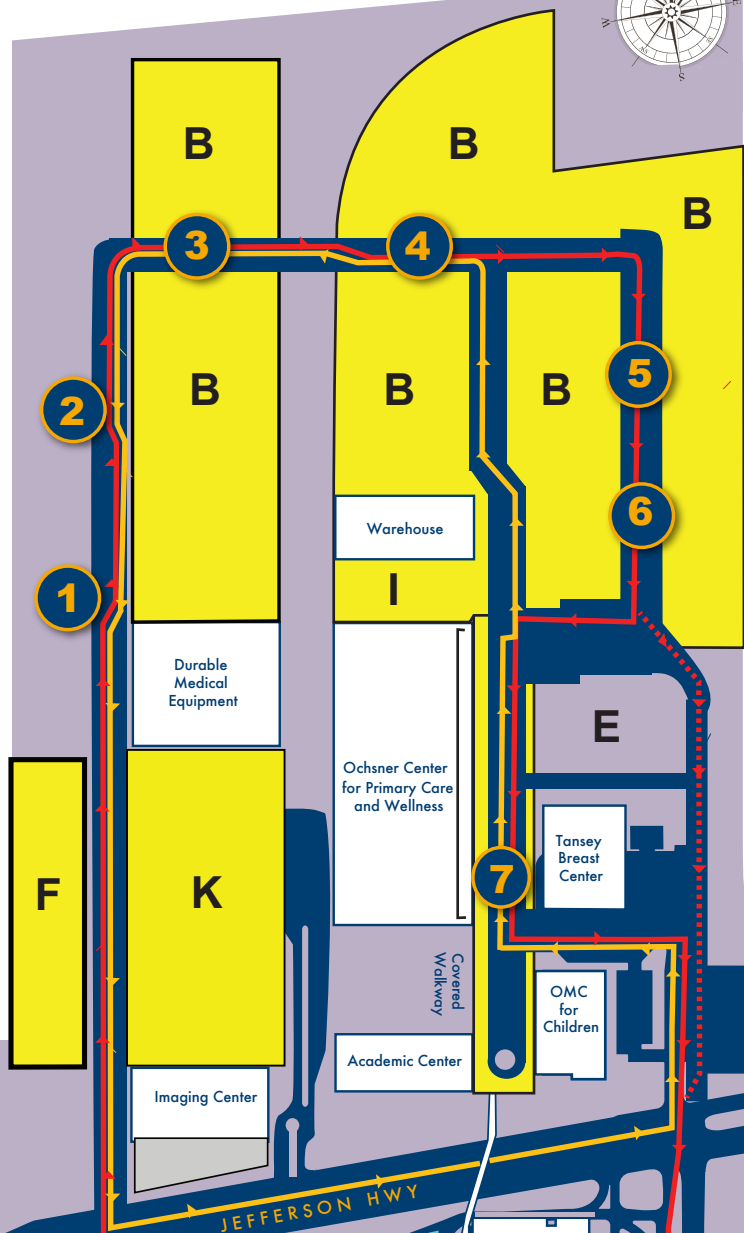 W
E
S
B
B
B
3
4
5
B
B
B
2
6
Warehouse
1
I
Durable
Medical
Equipment
E
Ochsner Center
for Primary Care
and Wellness
Tansey
Breast
Center
F
K
7
Covered
Walkway
OMC
for
Children
Academic Center
Imaging Center
JEFFERSON HWY